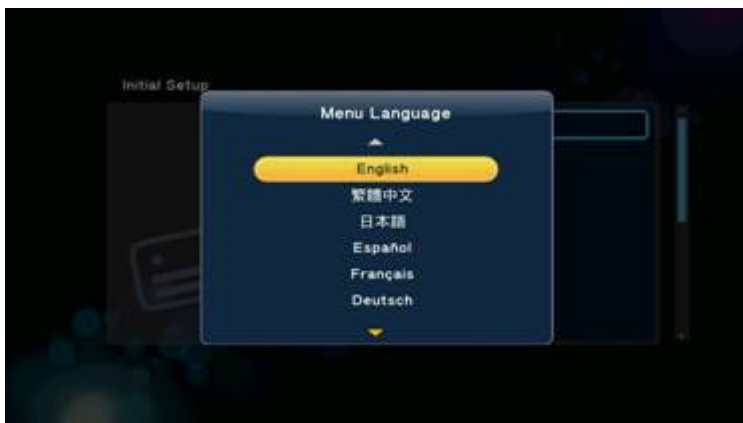 Initial Setup
Menu Language
English
繁體中文
日本語
Español
Français
Deutsch